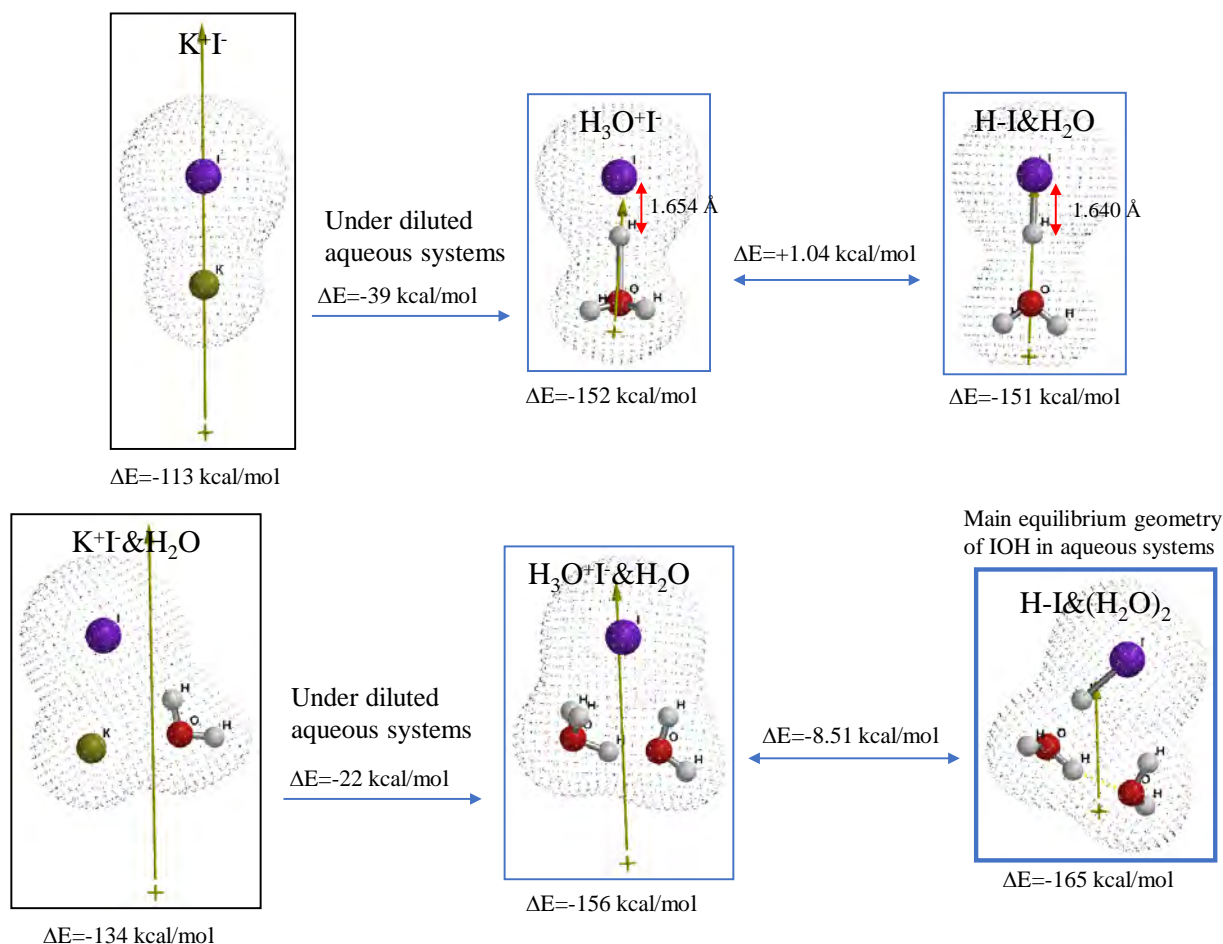 K⁺I⁻
I
K
ΔE=-113 kcal/mol
Under diluted
aqueous systems
ΔE=-39 kcal/mol
H₃O⁺I⁻
I
1.654 Å
H
H
O
H
ΔE=-152 kcal/mol
ΔE=+1.04 kcal/mol
H-I&H₂O
I
1.640 Å
H
O
H
H
ΔE=-151 kcal/mol
K⁺I⁻&H₂O
I
H
K
O
H
ΔE=-134 kcal/mol
Under diluted
aqueous systems
ΔE=-22 kcal/mol
H₃O⁺I⁻&H₂O
I
H
O
H
H
O
H
ΔE=-156 kcal/mol
ΔE=-8.51 kcal/mol
Main equilibrium geometry
of IOH in aqueous systems
H-I&(H₂O)₂
I
H
H
O
H
H
O
H
ΔE=-165 kcal/mol